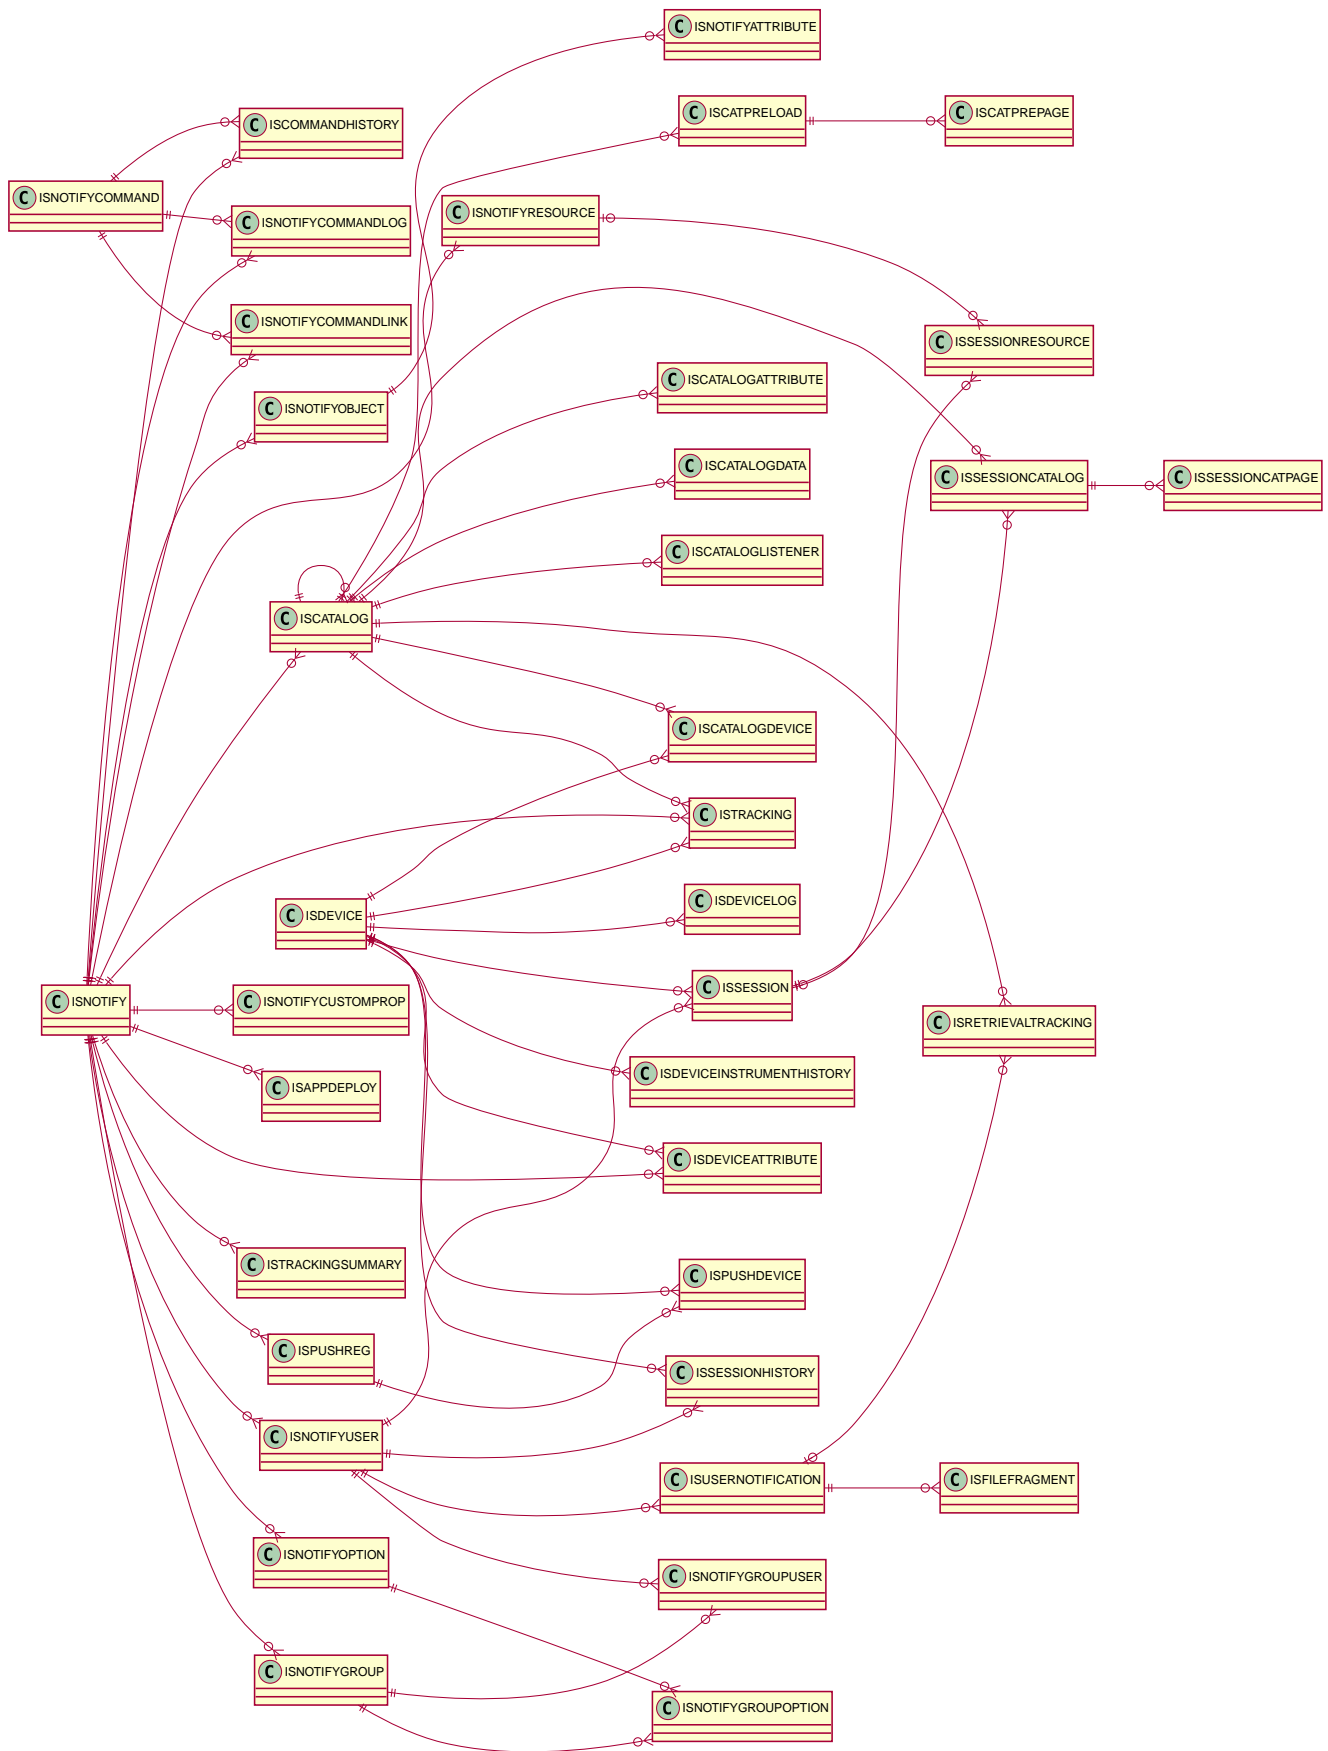 C ISNOTIFYATTRIBUTE
C ISCATPRELOAD
C ISCATPREPAGE
C ISCOMMANDHISTORY
C ISNOTIFYCOMMAND
C ISNOTIFYRESOURCE
C ISNOTIFYCOMMANDLOG
C ISNOTIFYCOMMANDLINK
C ISSESSIONRESOURCE
C ISCATALOGATTRIBUTE
C ISNOTIFYOBJECT
C ISCATALOGDATA
C ISSESSIONCATALOG
C ISSESSIONCATPAGE
C ISCATALOGLISTENER
C ISCATALOG
C ISCATALOGDEVICE
C ISTRACKING
C ISDEVICELOG
C ISDEVICE
C ISSESSION
C ISNOTIFY
C ISNOTIFYCUSTOMPROP
C ISRETRIEVALTRACKING
C ISDEVICEINSTRUMENTHISTORY
C ISAPPDEPLOY
C ISDEVICEATTRIBUTE
C ISTRACKINGSUMMARY
C ISPUSHDEVICE
C ISPUSHREG
C ISSESSIONHISTORY
C ISNOTIFYUSER
C ISUSERNOTIFICATION
C ISFILEFRAGMENT
C ISNOTIFYOPTION
C ISNOTIFYGROUPUSER
C ISNOTIFYGROUP
C ISNOTIFYGROUPOPTION